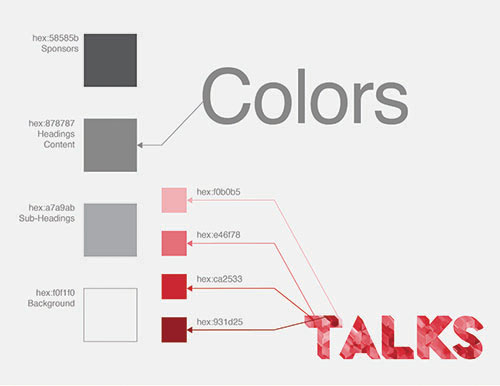 hex:58585b
Sponsors
Colors
hex:878787
Headings
Content
hex:a7a9ab
Sub-Headings
hex:f0f1f0
Background
hex:f0b0b5
hex:e46f78
hex:ca2533
hex:931d25
TALKS